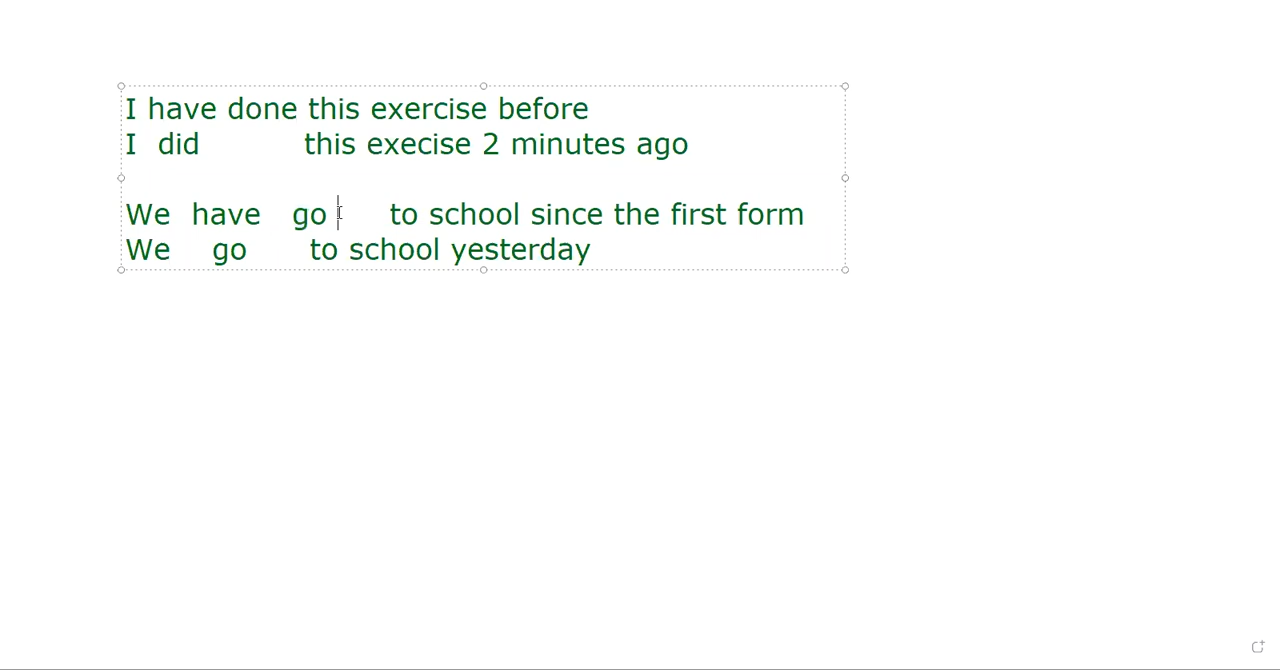 I have done this exercise before
I did this execise 2 minutes ago
We have go to school since the first form
We go to school yesterday